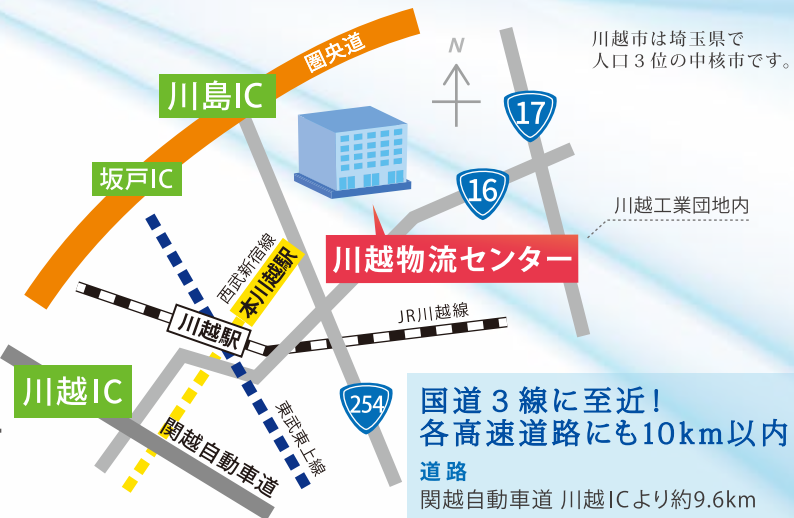 圏央道
N
川越市は埼玉県で
人口3位の中核市です。
川島IC
17
坂戸IC
16
川越工業団地内
西武新宿線
本川越駅
川越物流センター
川越駅
JR川越線
川越IC
254
東武東上線
関越自動車道
国道3線に至近!
各高速道路にも10km以内
道路
関越自動車道 川越ICより約9.6km